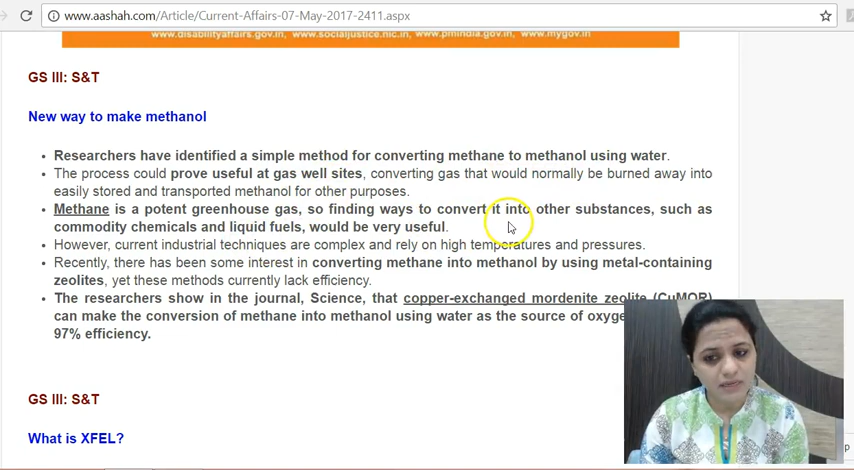 www.aashah.com/Article/Current-Affairs-07-May-2017-2411.aspx
www.disabilityaffairs.gov.in, www.socialjustice.nic.in, www.pmindia.gov.in, www.mygov.in
GS III: S&T
New way to make methanol
• Researchers have identified a simple method for converting methane to methanol using water.
• The process could prove useful at gas well sites, converting gas that would normally be burned away into
easily stored and transported methanol for other purposes.
• Methane is a potent greenhouse gas, so finding ways to convert it into other substances, such as
commodity chemicals and liquid fuels, would be very useful.
• However, current industrial techniques are complex and rely on high temperatures and pressures.
• Recently, there has been some interest in converting methane into methanol by using metal-containing
zeolites, yet these methods currently lack efficiency.
• The researchers show in the journal, Science, that copper-exchanged mordenite zeolite (CuMOR)
can make the conversion of methane into methanol using water as the source of
97% efficiency.
GS III: S&T
What is XFEL?